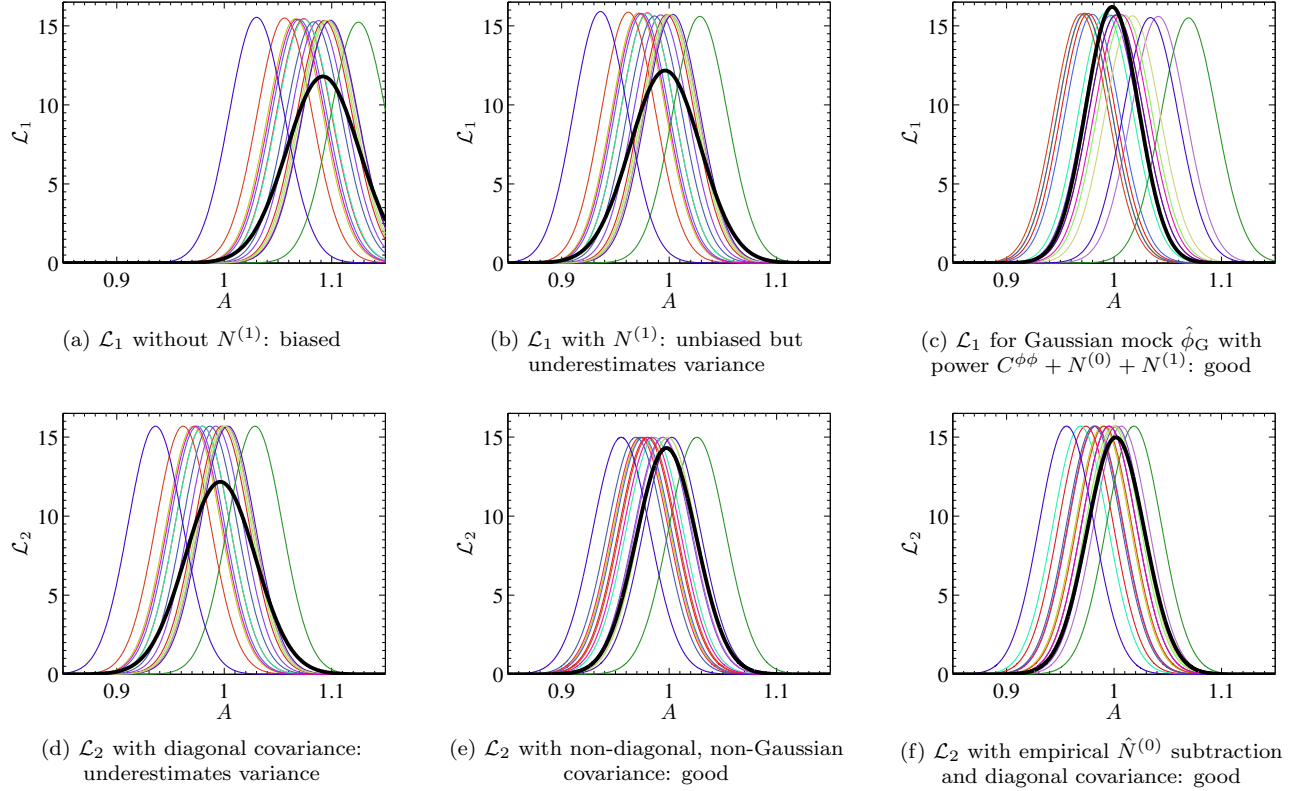 15
10
5
0
0.9
1
1.1
A
ℒ₁
(a) ℒ₁ without N⁽¹⁾: biased
15
10
5
0
0.9
1
1.1
A
ℒ₁
(b) ℒ₁ with N⁽¹⁾: unbiased but
underestimates variance
15
10
5
0
0.9
1
1.1
A
ℒ₁
(c) ℒ₁ for Gaussian mock ϕ̂_G with
power C^{ϕϕ} + N⁽⁰⁾ + N⁽¹⁾: good
15
10
5
0
0.9
1
1.1
A
ℒ₂
(d) ℒ₂ with diagonal covariance:
underestimates variance
15
10
5
0
0.9
1
1.1
A
ℒ₂
(e) ℒ₂ with non-diagonal, non-Gaussian
covariance: good
15
10
5
0
0.9
1
1.1
A
ℒ₂
(f) ℒ₂ with empirical N̂⁽⁰⁾ subtraction
and diagonal covariance: good